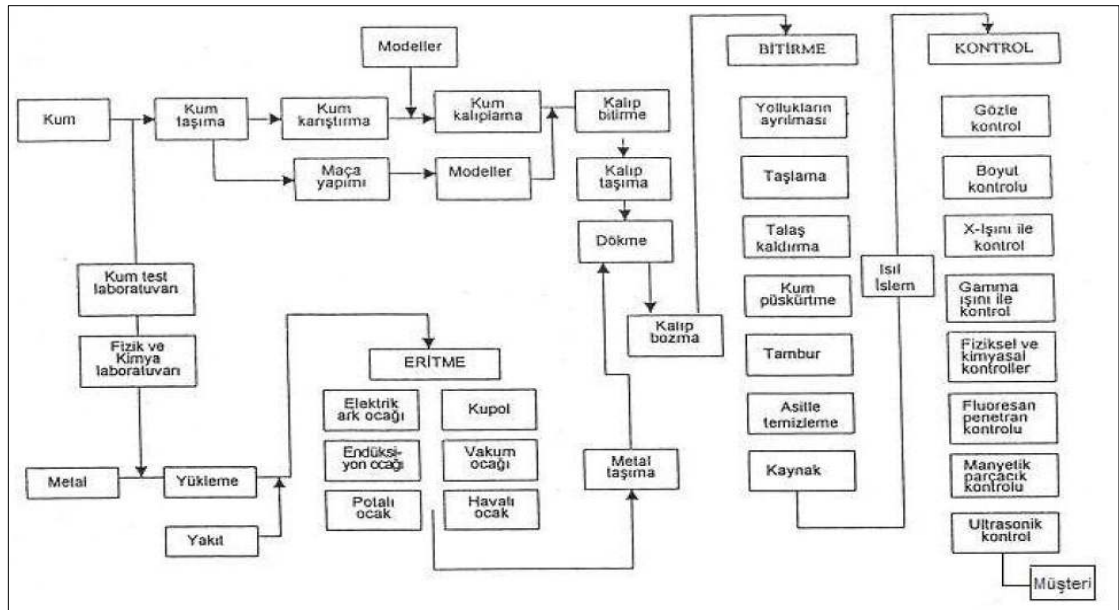 Modeller
Kum
Kum
taşıma
Kum
karıştırma
Kum
kalıplama
Kalıp
bitirme
Maça
yapımı
Modeller
Kalıp
taşıma
Dökme
Kalıp
bozma
Kum test
laboratuvarı
Fizik ve
Kimya
laboratuvarı
Metal
Yükleme
Yakıt
ERİTME
Elektrik
ark ocağı
Kupol
Endüksi-
yon ocağı
Vakum
ocağı
Potalı
ocak
Havalı
ocak
Metal
taşıma
BİTİRME
Yollukların
ayrılması
Taşlama
Talaş
kaldırma
Kum
püskürtme
Tambur
Asitle
temizleme
Kaynak
Isıl
İslem
KONTROL
Gözle
kontrol
Boyut
kontrolu
X-Işını ile
kontrol
Gamma
ışını ile
kontrol
Fiziksel ve
kimyasal
kontroller
Fluoresan
penetran
kontrolu
Manyetik
parçacık
kontrolu
Ultrasonik
kontrol
Müşteri